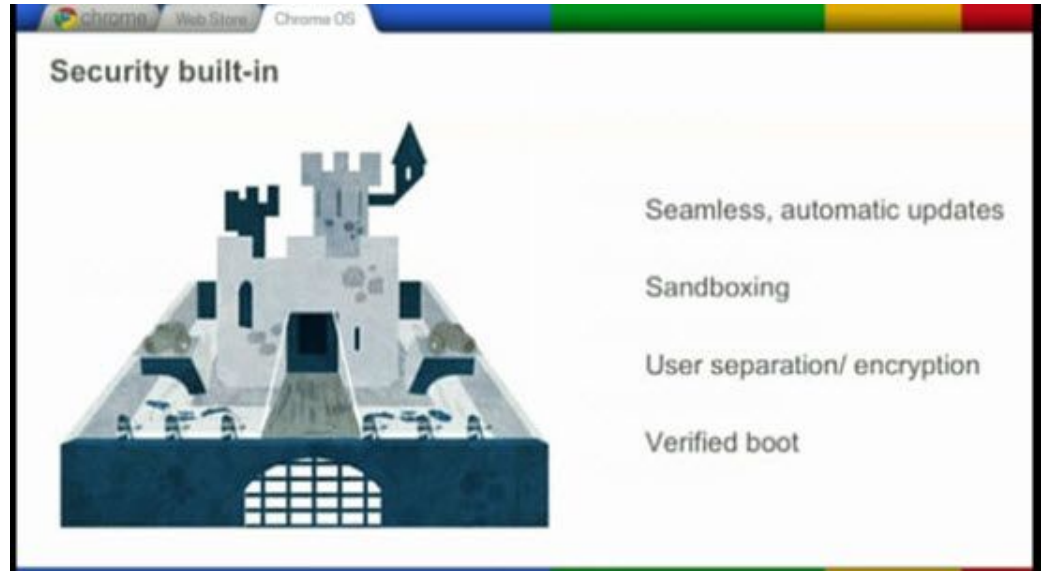 chrome
Web Store
Chrome OS
Security built-in
Seamless, automatic updates
Sandboxing
User separation/ encryption
Verified boot